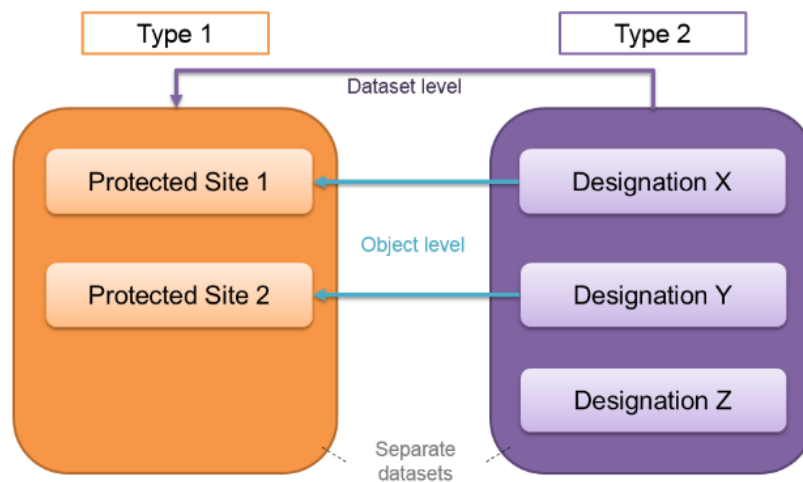 Type 1
Type 2
Dataset level
Protected Site 1
Designation X
Object level
Protected Site 2
Designation Y
Designation Z
Separate
datasets